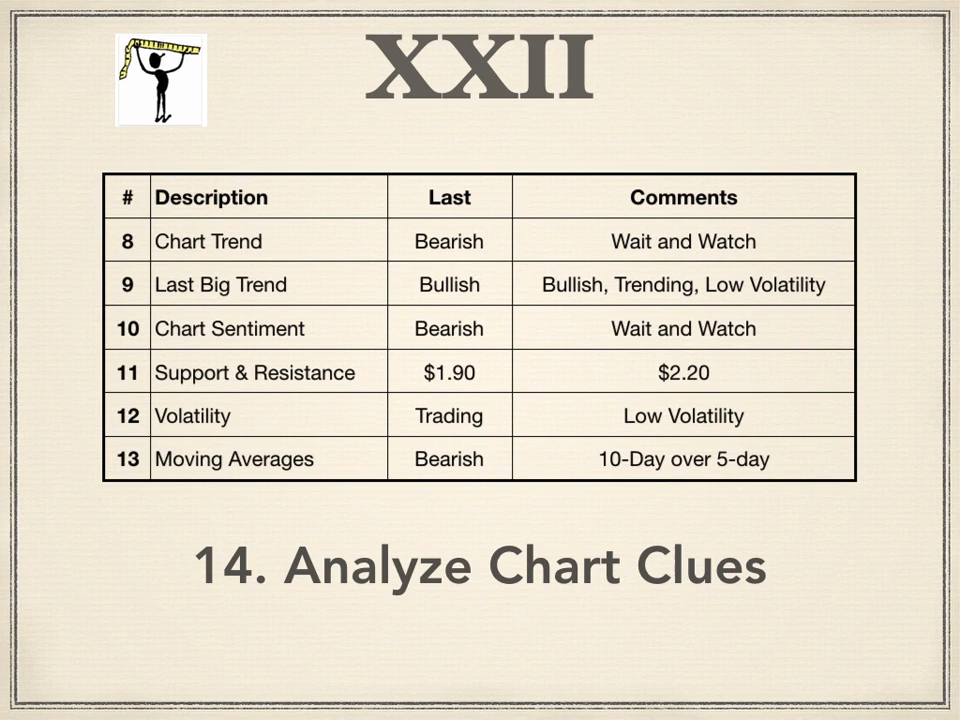 XXII
# Description Last Comments
8 Chart Trend Bearish Wait and Watch
9 Last Big Trend Bullish Bullish, Trending, Low Volatility
10 Chart Sentiment Bearish Wait and Watch
11 Support & Resistance $1.90 $2.20
12 Volatility Trading Low Volatility
13 Moving Averages Bearish 10-Day over 5-day
14. Analyze Chart Clues